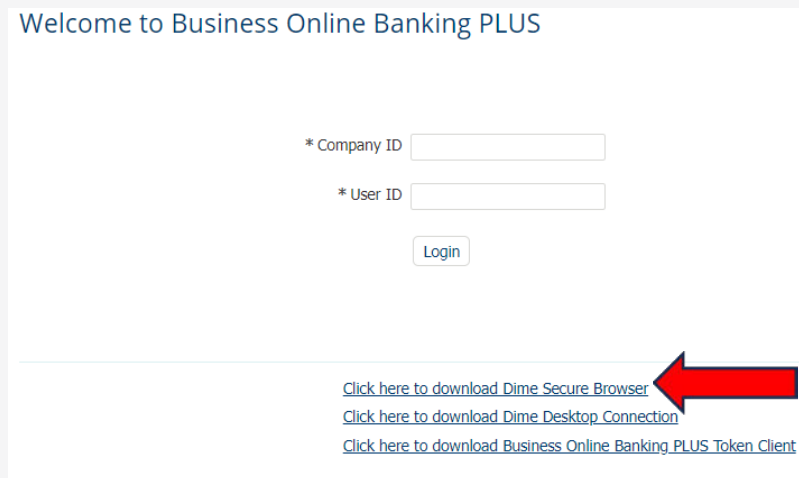 Welcome to Business Online Banking PLUS
* Company ID
* User ID
Login
Click here to download Dime Secure Browser
Click here to download Dime Desktop Connection
Click here to download Business Online Banking PLUS Token Client